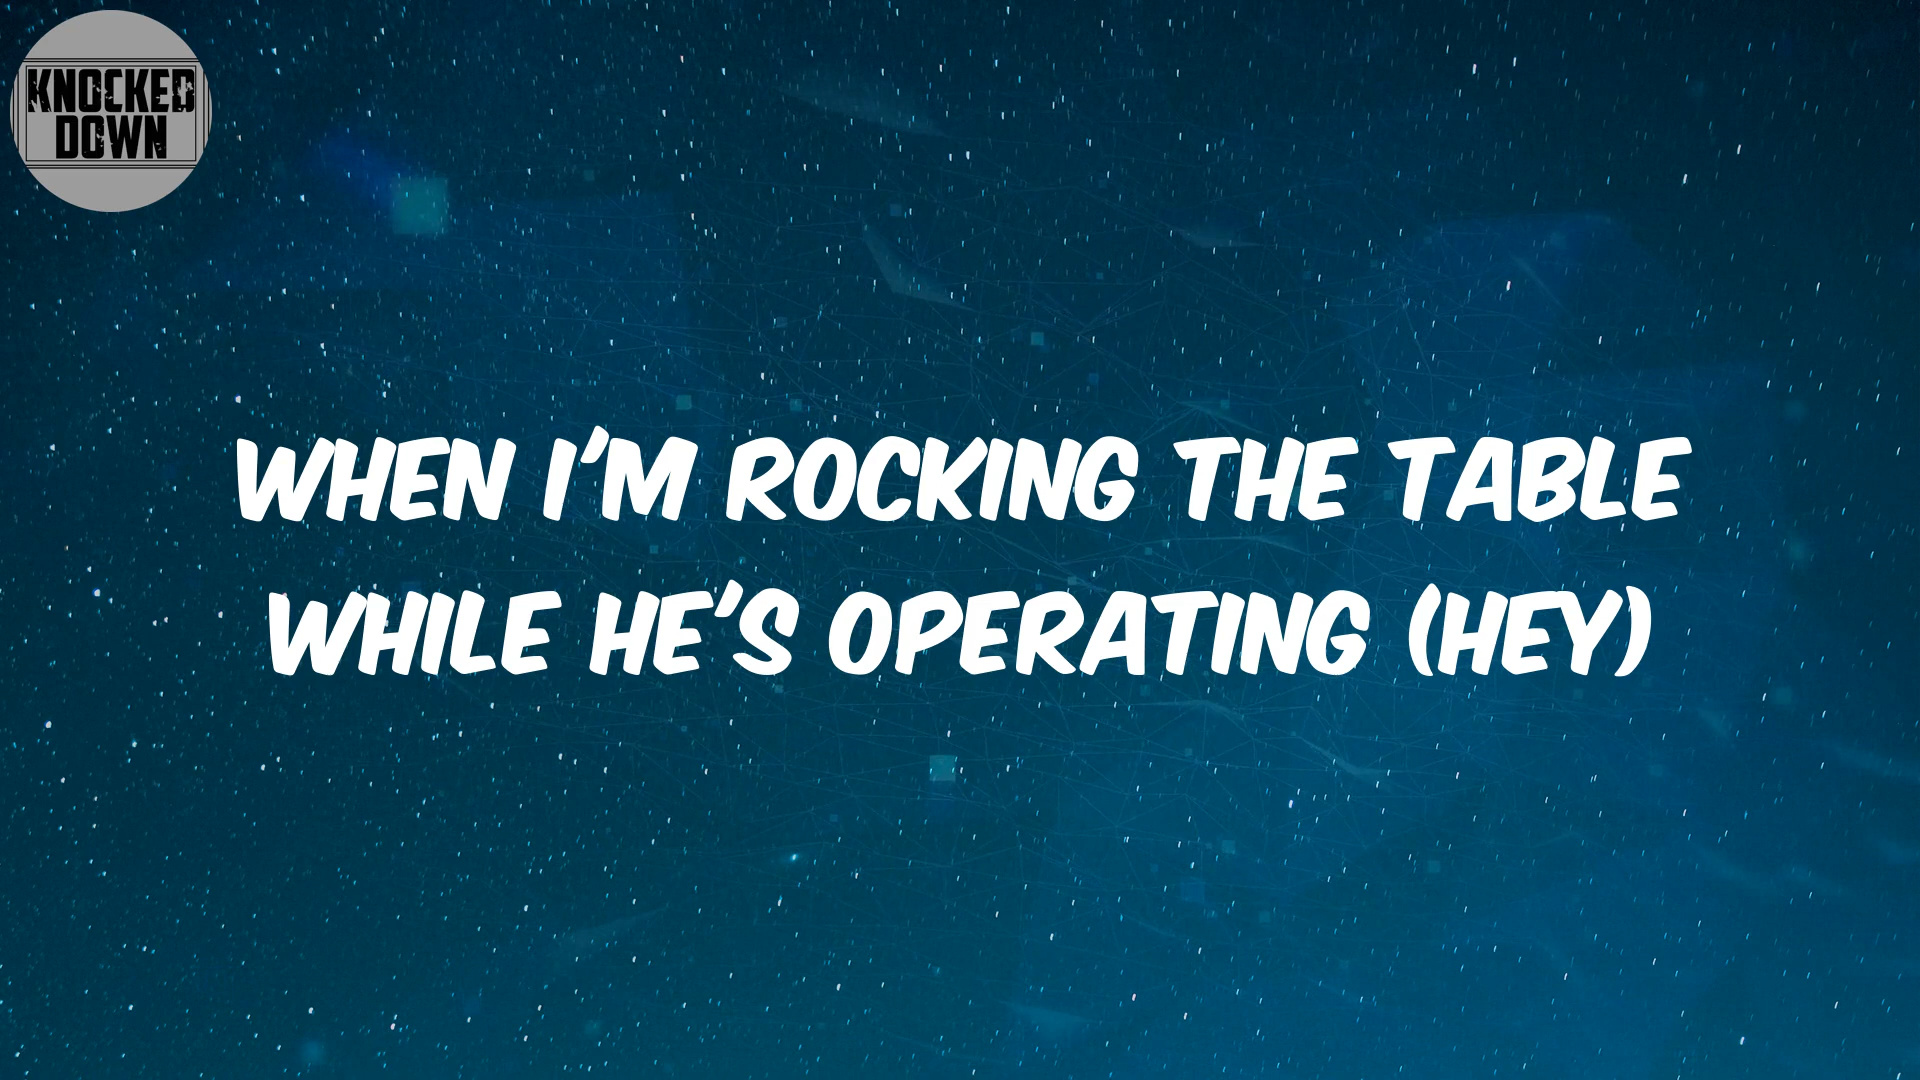 KNOCKED
DOWN
WHEN I'M ROCKING THE TABLE
WHILE HE'S OPERATING (HEY)